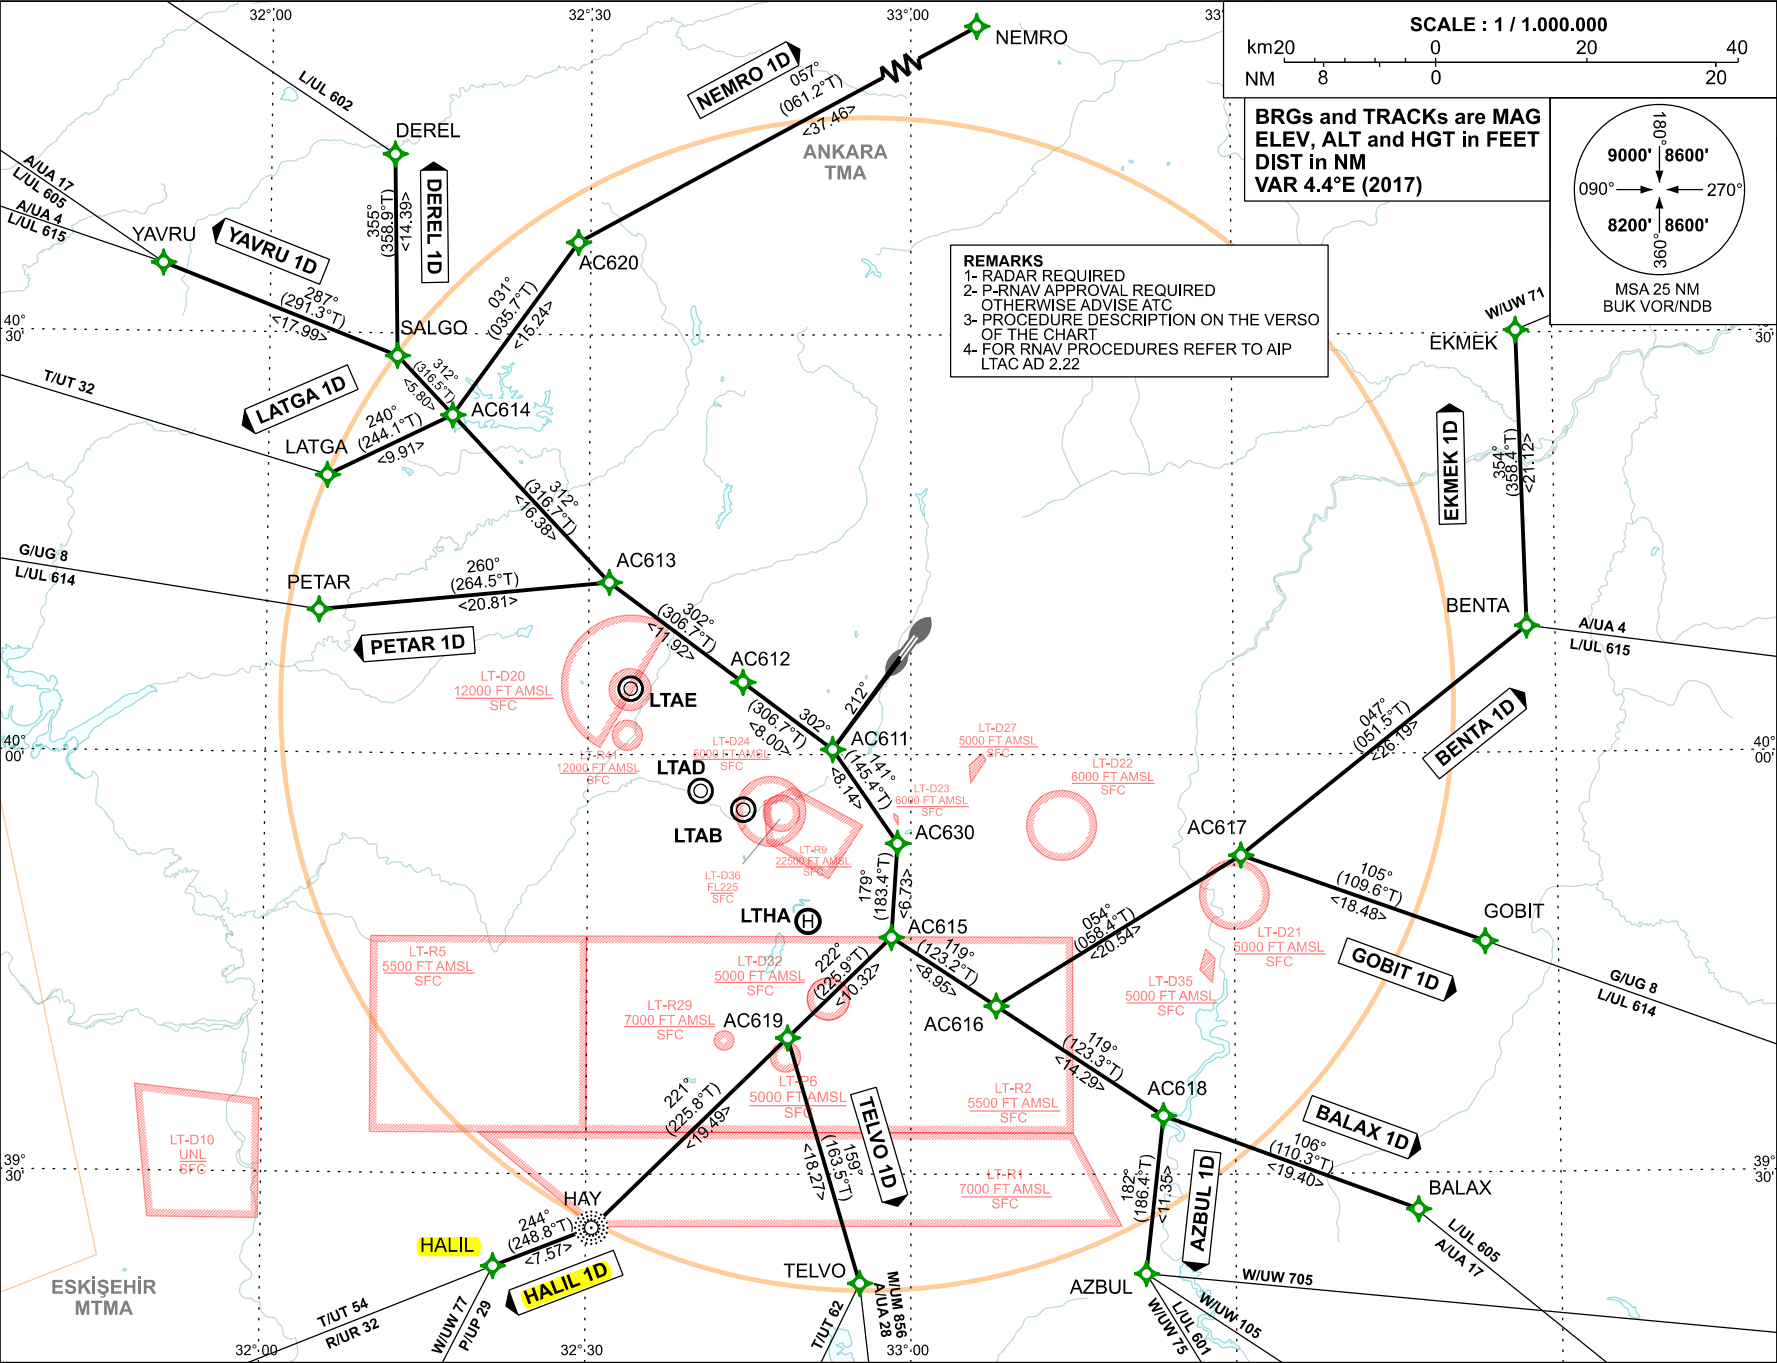 32°00'
32°30'
33°00'
33°
SCALE : 1 / 1.000.000
km20 0 20 40
NM 8 0 20
BRGs and TRACKs are MAG
ELEV, ALT and HGT in FEET
DIST in NM
VAR 4.4°E (2017)
180°
9000' 8600'
090° 270°
8200' 8600'
360°
MSA 25 NM
BUK VOR/NDB
REMARKS
1- RADAR REQUIRED
2- P-RNAV APPROVAL REQUIRED
OTHERWISE ADVISE ATC
3- PROCEDURE DESCRIPTION ON THE VERSO
OF THE CHART
4- FOR RNAV PROCEDURES REFER TO AIP
LTAC AD 2.22
NEMRO
NEMRO 1D
057°
(061.2°T)
<37.46>
ANKARA
TMA
L/UL 602
DEREL
DEREL 1D
355°
(358.9°T)
<14.39>
A/UA 17
L/UL 605
A/UA 4
L/UL 615
YAVRU
YAVRU 1D
287°
(291.3°T)
<17.99>
AC620
031°
(035.7°T)
<15.24>
SALGO
40°
30'
30'
312°
(316.5°T)
<5.80>
AC614
T/UT 32
LATGA 1D
LATGA
240°
(244.1°T)
<9.91>
312°
(316.7°T)
<16.38>
W/UW 71
EKMEK
EKMEK 1D
354°
(358.4°T)
<21.12>
G/UG 8
L/UL 614
PETAR
260°
(264.5°T)
<20.81>
AC613
PETAR 1D
302°
(306.7°T)
<11.92>
AC612
BENTA
A/UA 4
L/UL 615
LT-D20
12000 FT AMSL
SFC
LTAE
212°
302°
(306.7°T)
<8.00>
AC611
047°
(051.5°T)
<26.19>
BENTA 1D
40°
00'
40°
00'
LT-R41
12000 FT AMSL
SFC
LT-D24
5000 FT AMSL
SFC
LT-D27
5000 FT AMSL
SFC
LT-D22
6000 FT AMSL
SFC
LTAD
LTAB
141°
(145.4°T)
<8.14>
LT-D23
6000 FT AMSL
SFC
AC630
AC617
LT-R9
22500 FT AMSL
SFC
LT-D36
FL225
SFC
179°
(183.4°T)
<6.73>
105°
(109.6°T)
<18.48>
GOBIT
LTHA
H
AC615
054°
(058.4°T)
<20.54>
LT-D21
5000 FT AMSL
SFC
GOBIT 1D
LT-R5
5500 FT AMSL
SFC
LT-D32
5000 FT AMSL
SFC
222°
(225.9°T)
<10.32>
119°
(123.2°T)
<8.95>
LT-D35
5000 FT AMSL
SFC
G/UG 8
L/UL 614
LT-R29
7000 FT AMSL
SFC
AC619
AC616
119°
(123.3°T)
<14.29>
LT-P6
5000 FT AMSL
SFC
LT-R2
5500 FT AMSL
SFC
AC618
221°
(225.8°T)
<19.49>
TELVO 1D
159°
(163.5°T)
<18.27>
BALAX 1D
106°
(110.3°T)
<19.40>
LT-D10
UNL
SFC
39°
30'
30'
LT-R1
7000 FT AMSL
SFC
182°
(186.4°T)
<11.35>
AZBUL 1D
BALAX
HAY
HALIL
244°
(248.8°T)
<7.57>
HALIL 1D
TELVO
AZBUL
L/UL 605
A/UA 17
W/UW 705
W/UW 105
L/UL 601
W/UW 75
M/UM 856
A/UA 28
T/UT 62
T/UT 54
R/UR 32
W/UW 77
P/UP 29
ESKİŞEHİR
MTMA
32°00'
32°30'
33°00'